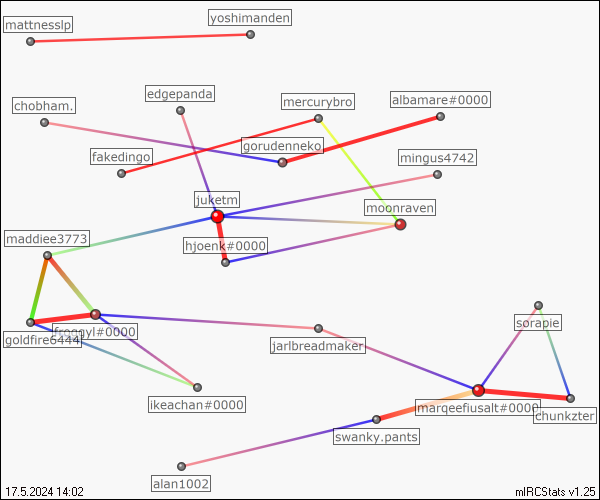 mattnesslp
yoshimanden
chobham.
edgepanda
mercurybro
albamare#0000
fakedingo
gorudenneko
mingus4742
juketm
moonraven
maddiee3773
hjoenk#0000
goldfire6444
froggyl#0000
jarlbreadmaker
sorapie
ikeachan#0000
marqeefiusalt#0000
chunkzter
swanky.pants
alan1002
17.5.2024 14:02
mIRCStats v1.25